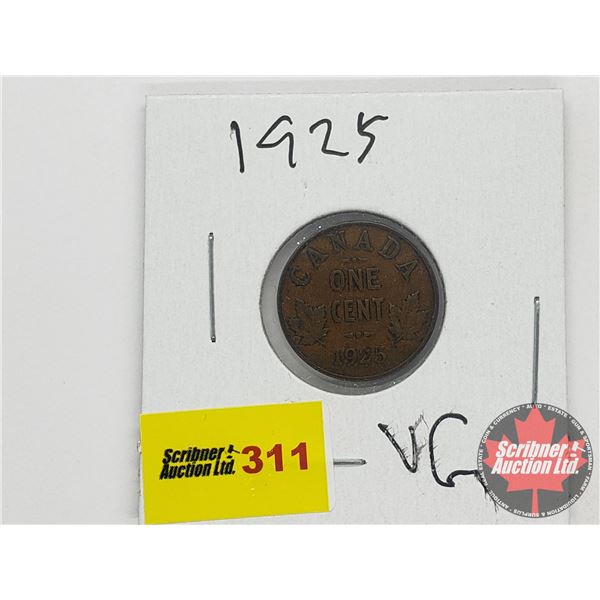 1925
CANADA
ONE
CENT
1925
VG
Scribner
Auction Ltd. 311
Scribner
Auction Ltd.